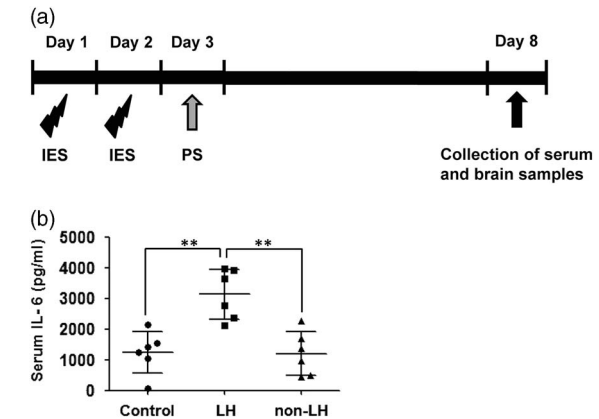 (a)
Day 1 Day 2 Day 3 Day 8
IES IES PS Collection of serum
and brain samples
(b)
Serum IL- 6 (pg/ml)
5000
4000
3000
2000
1000
0
** **
Control LH non-LH